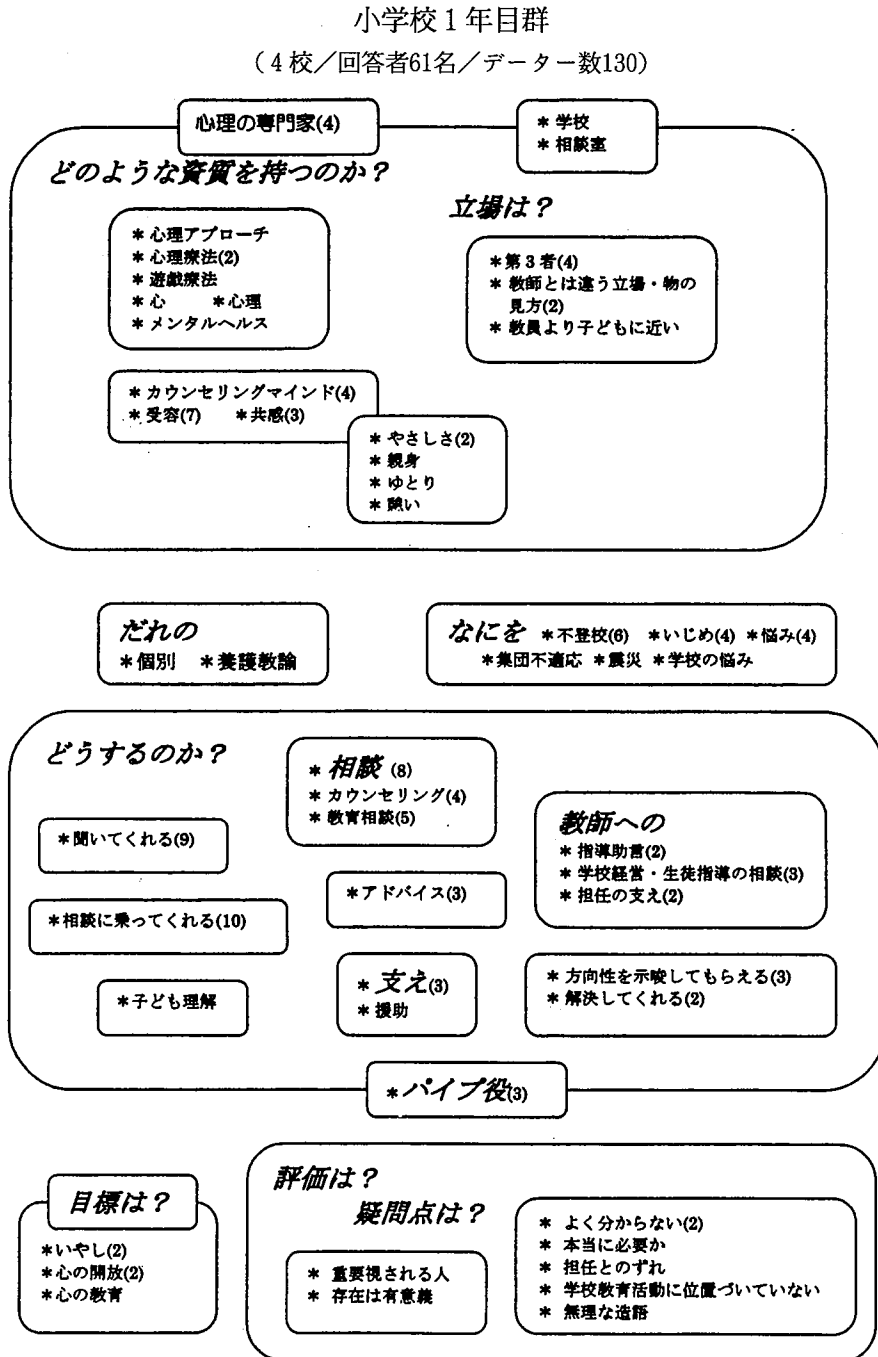 小学校１年目群
（４校／回答者61名／データー数130）
心理の専門家(4)
＊学校
＊相談室
どのような資質を持つのか？
立場は？
＊心理アプローチ
＊心理療法(2)
＊遊戯療法
＊心　＊心理
＊メンタルヘルス
＊第３者(4)
＊教師とは違う立場・物の
見方(2)
＊教員より子どもに近い
＊カウンセリングマインド(4)
＊受容(7)　＊共感(3)
＊やさしさ(2)
＊親身
＊ゆとり
＊憩い
だれの
＊個別　＊養護教諭
なにを ＊不登校(6)　＊いじめ(4) ＊悩み(4)
＊集団不適応 ＊震災 ＊学校の悩み
どうするのか？
＊相談 (8)
＊カウンセリング(4)
＊教育相談(5)
＊聞いてくれる(9)
教師への
＊指導助言(2)
＊学校経営・生徒指導の相談(3)
＊担任の支え(2)
＊アドバイス(3)
＊相談に乗ってくれる(10)
＊子ども理解
＊支え(3)
＊援助
＊方向性を示唆してもらえる(3)
＊解決してくれる(2)
＊パイプ役(3)
目標は？
＊いやし(2)
＊心の開放(2)
＊心の教育
評価は？
疑問点は？
＊重要視される人
＊存在は有意義
＊よく分からない(2)
＊本当に必要か
＊担任とのずれ
＊学校教育活動に位置づいていない
＊無理な造語